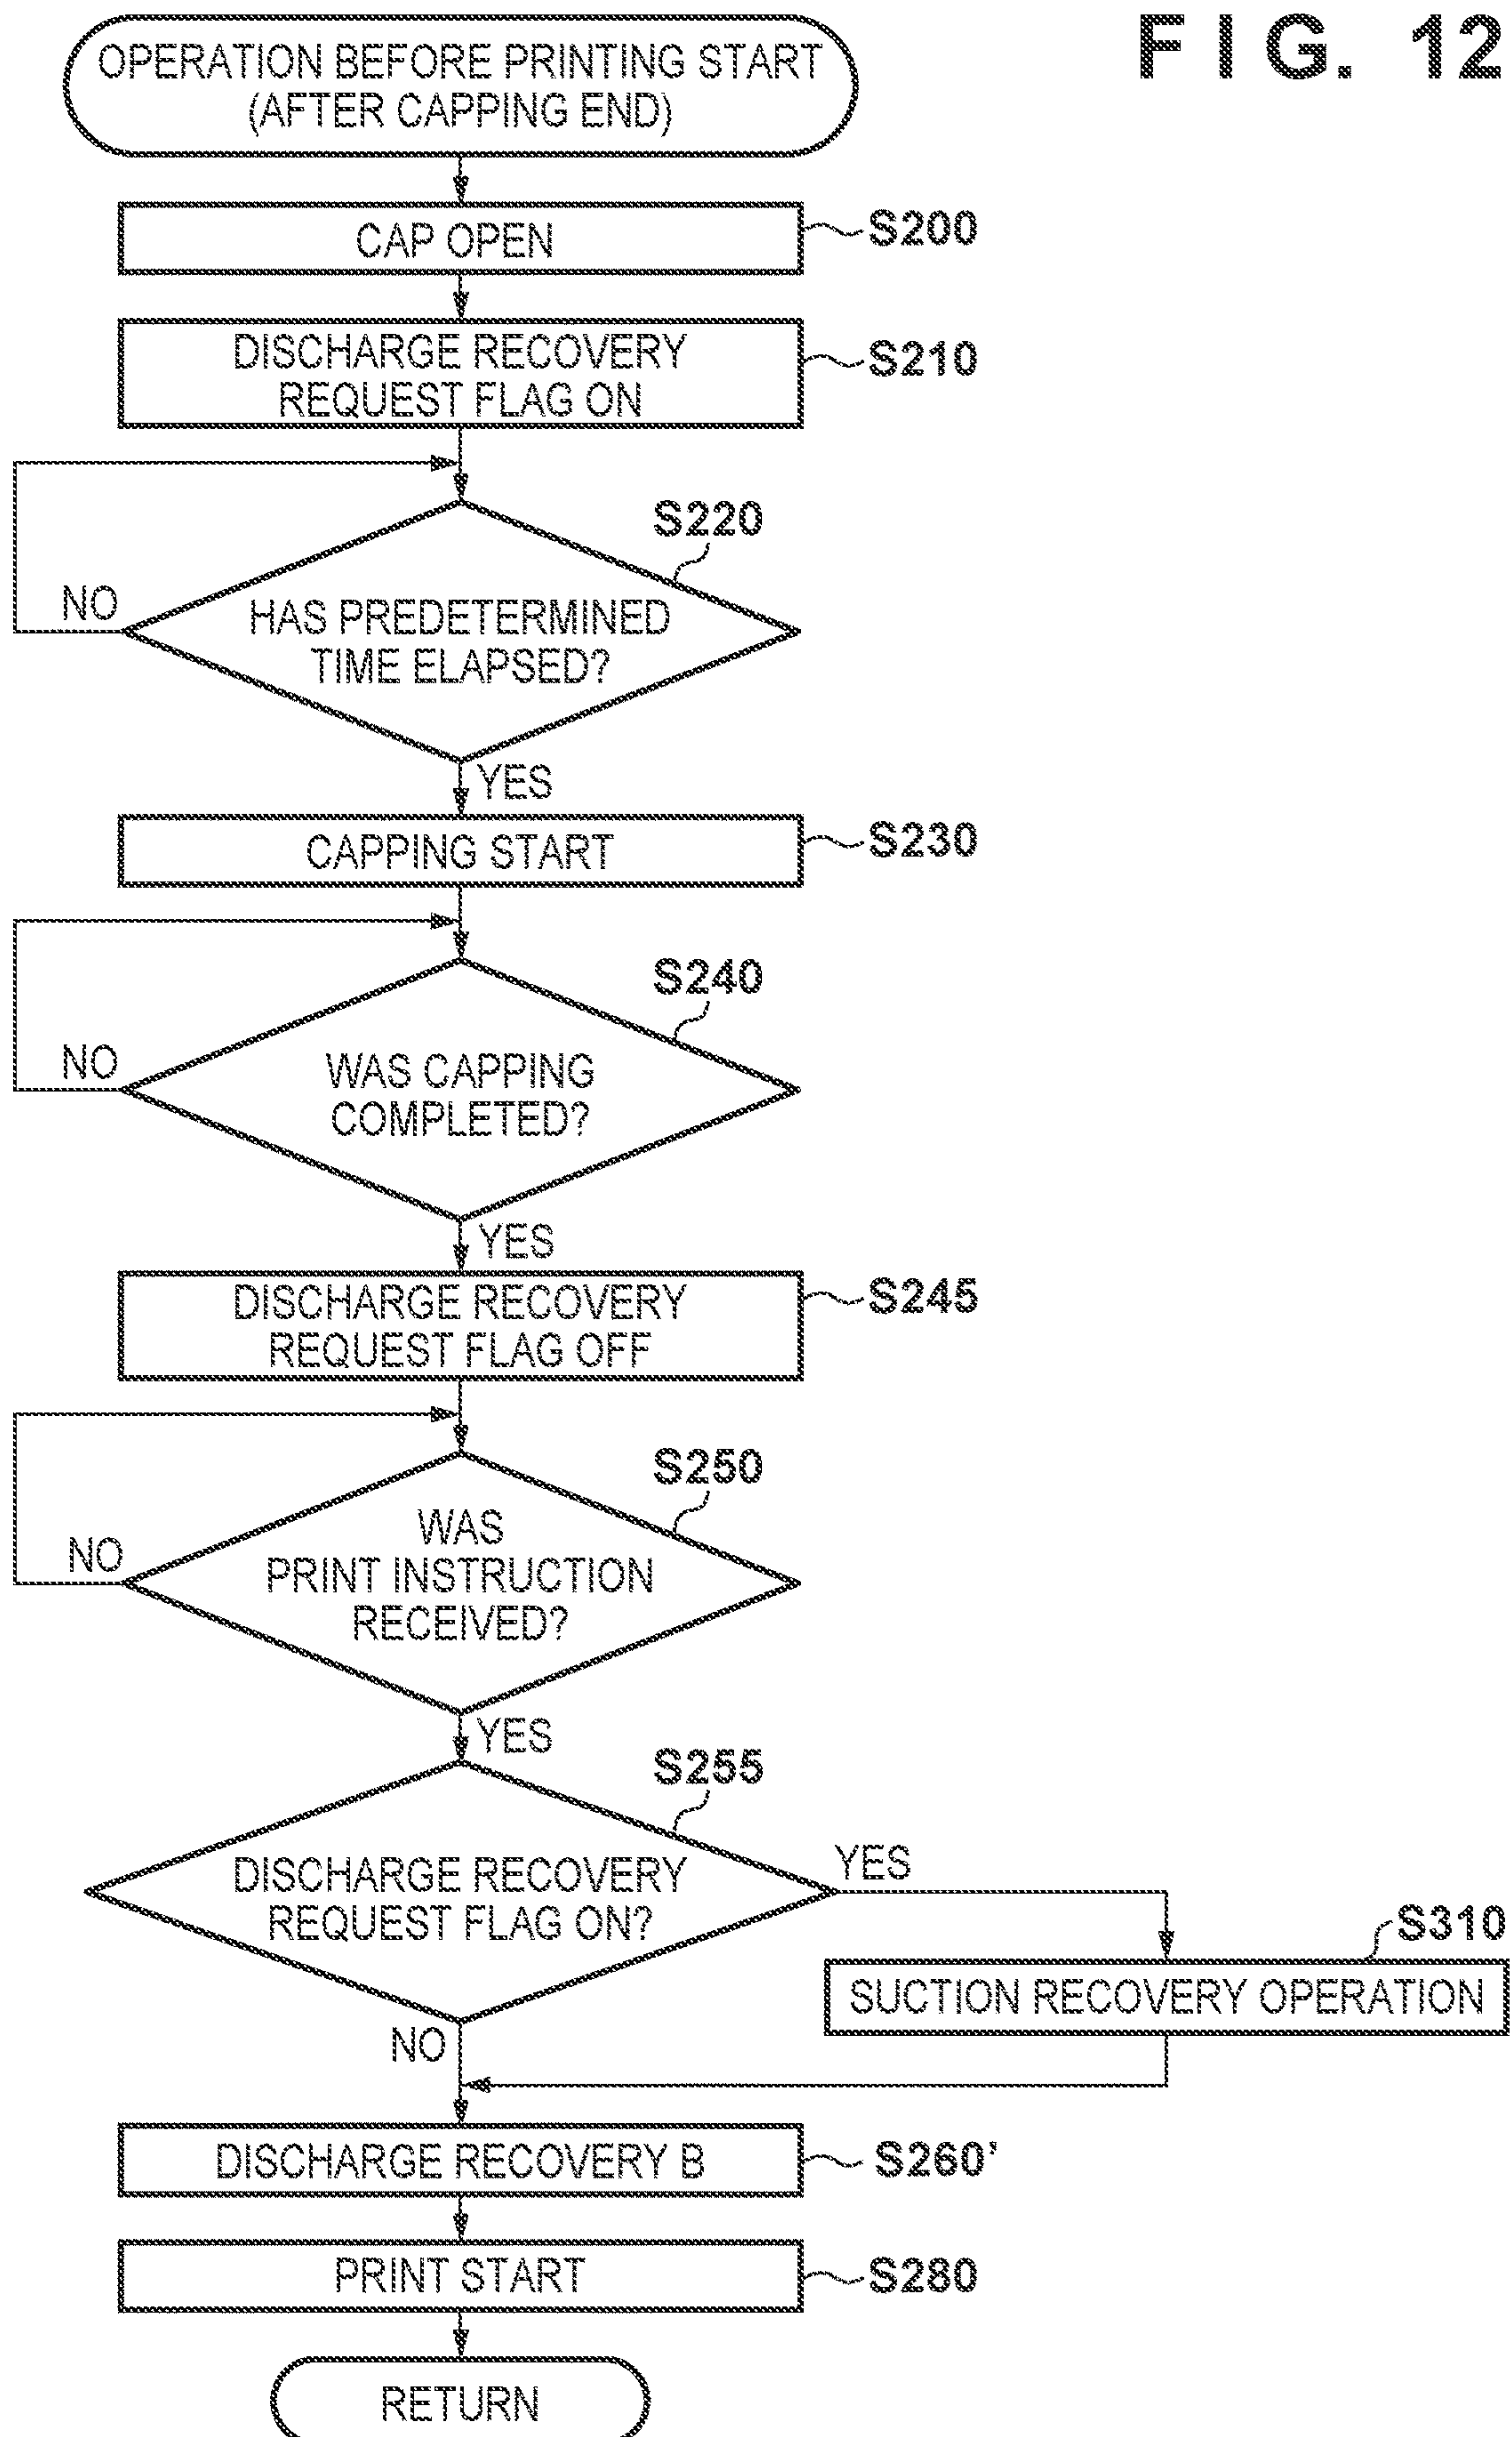 FIG. 12
OPERATION BEFORE PRINTING START
(AFTER CAPPING END)
CAP OPEN
S200
DISCHARGE RECOVERY
REQUEST FLAG ON
S210
S220
NO
HAS PREDETERMINED
TIME ELAPSED?
YES
CAPPING START
S230
S240
NO
WAS CAPPING
COMPLETED?
YES
DISCHARGE RECOVERY
REQUEST FLAG OFF
S245
S250
NO
WAS
PRINT INSTRUCTION
RECEIVED?
YES
S255
DISCHARGE RECOVERY
REQUEST FLAG ON?
YES
S310
SUCTION RECOVERY OPERATION
NO
DISCHARGE RECOVERY B
S260’
PRINT START
S280
RETURN